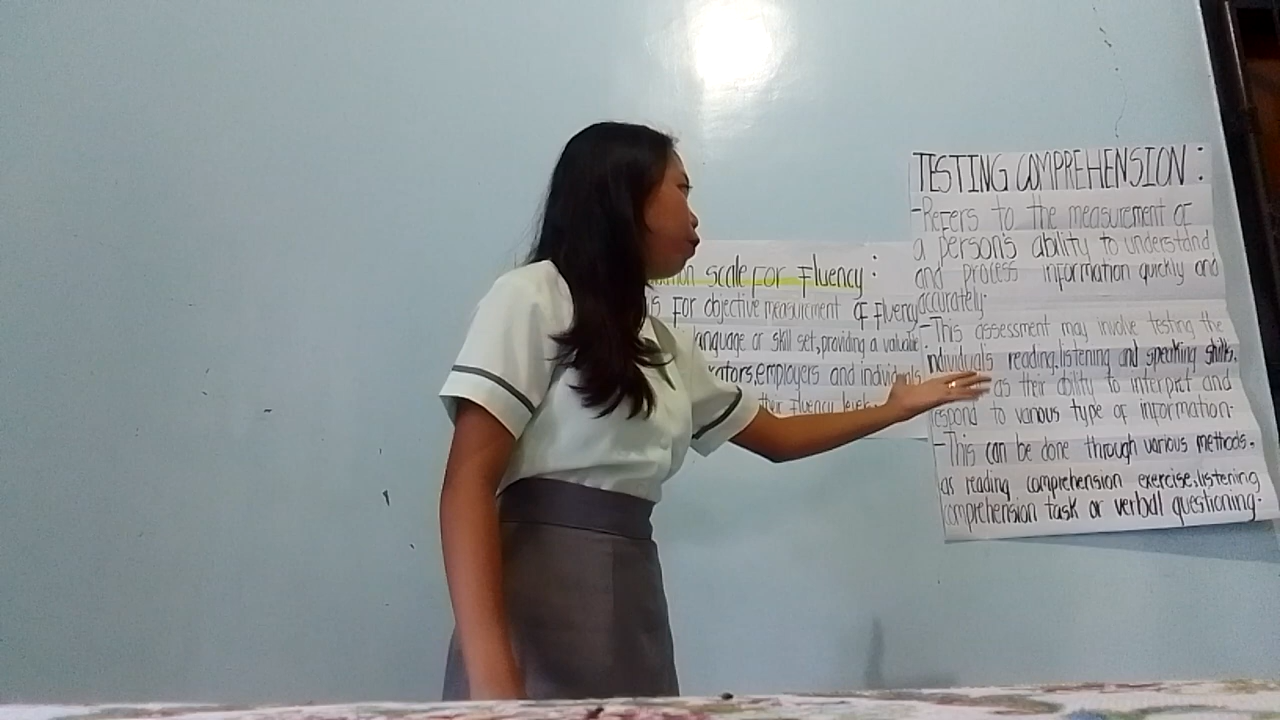 scale For Fluency:
For objective measurement of Fluency
language or skill set, providing a valuable
educators, employers and individuals
their Fluency levels
TESTING COMPREHENSION:
-Refers to the measurement of
a person's ability to understand
and process information quickly and
accurately.
-This assessment may involve testing the
individuals reading, listening and speaking skills,
as their ability to interpret and
respond to various type of information.
-This can be done through various methods.
as reading comprehension exercise, listening
comprehension task or verball questioning.